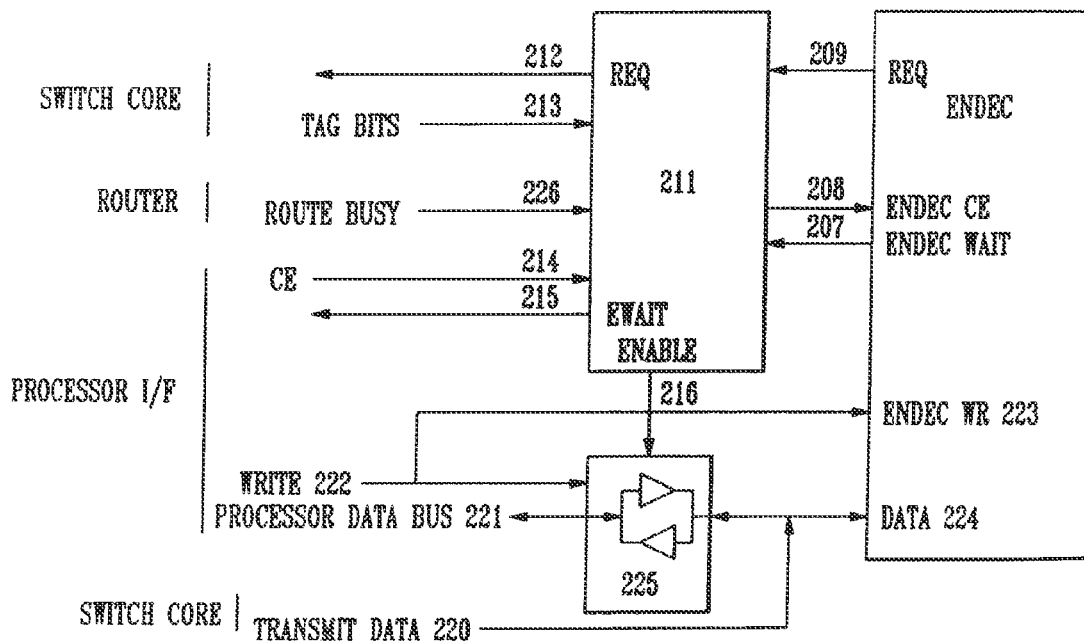 212
209
REQ
REQ
SWITCH CORE
213
ENDEC
TAG BITS
211
226
208
ROUTER
ROUTE BUSY
ENDEC CE
207
214
ENDEC WAIT
CE
215
EWAIT
ENABLE
PROCESSOR I/F
216
ENDEC WR 223
WRITE 222
PROCESSOR DATA BUS 221
DATA 224
225
SWITCH CORE
TRANSMIT DATA 220